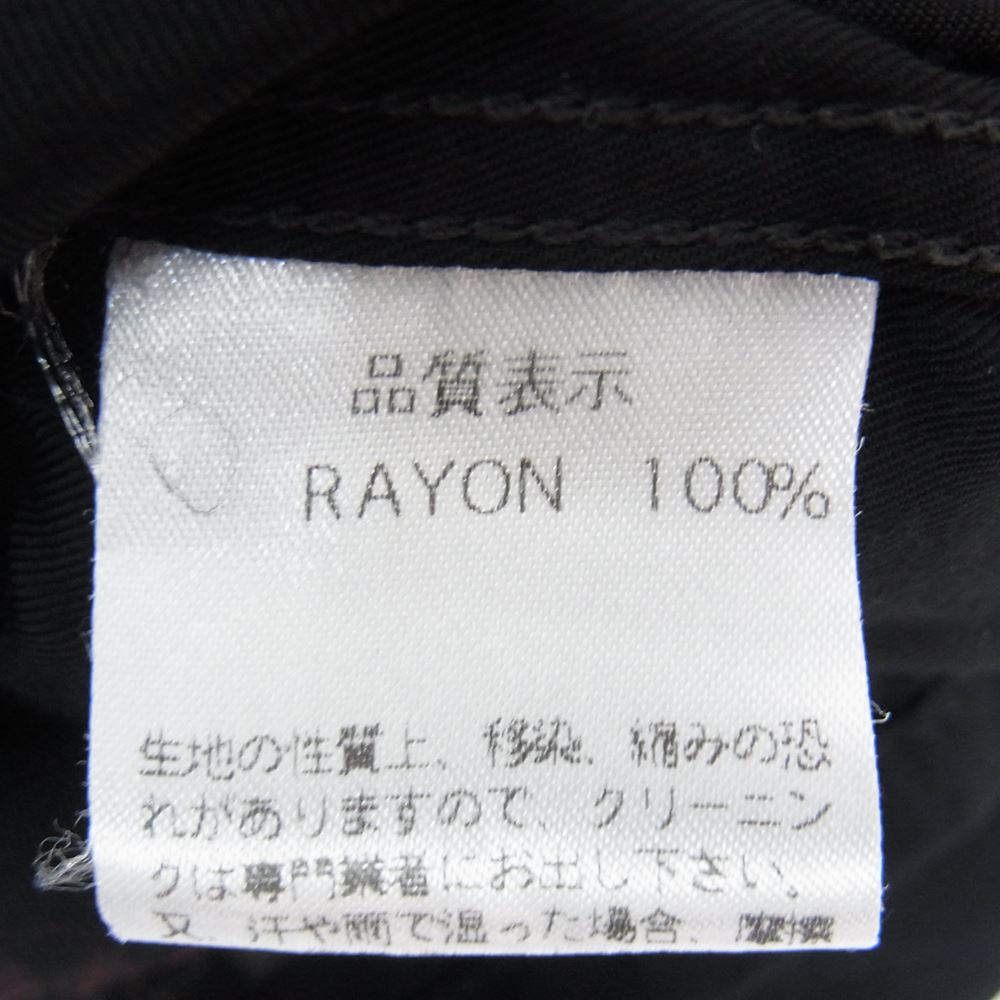 品質表示
RAYON 100%
生地の性質上、移染、縮みの恐
れがありますので、クリーニン
グは専門業者にお出し下さい。
又、汗や雨で湿った場合、摩擦